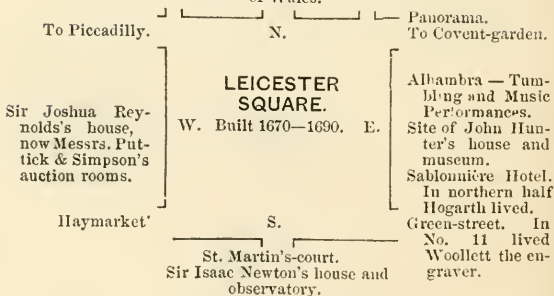 of Wales.
Panorama.
To Piccadilly.
N.
To Covent-garden.
LEICESTER
SQUARE.
W. Built 1670—1690. E.
Sir Joshua Rey-
nolds's house,
now Messrs. Put-
tick & Simpson's
auction rooms.
Alhambra — Tum-
bling and Music
Performances.
Site of John Hun-
ter's house and
museum.
Sablonnière Hotel.
In northern half
Hogarth lived.
Haymarket
S.
Green-street. In
No. 11 lived
Woollett the en-
graver.
St. Martin's-court.
Sir Isaac Newton's house and
observatory.